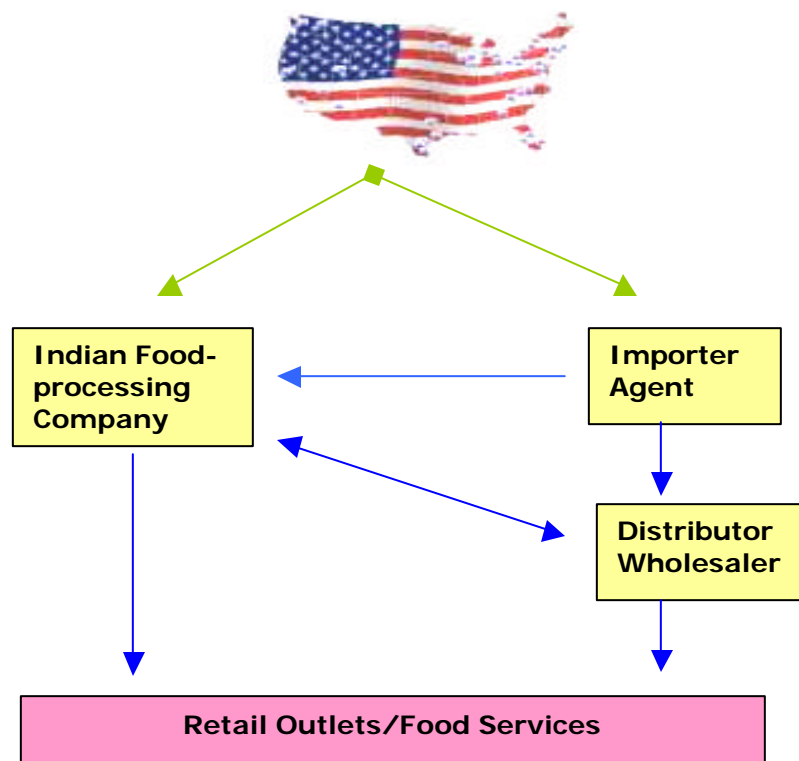 Indian Food-
processing
Company
Importer
Agent
Distributor
Wholesaler
Retail Outlets/Food Services